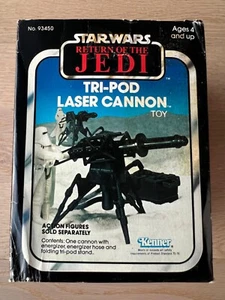 No. 93450
STAR WARS
RETURN OF THE
JEDI
Ages 4
and up
TRI-POD
LASER CANNON
TOY
ACTION FIGURES
SOLD SEPARATELY
Contents: One cannon with
energizer, energizer hose and
folding tri-pod stand.
Kenner